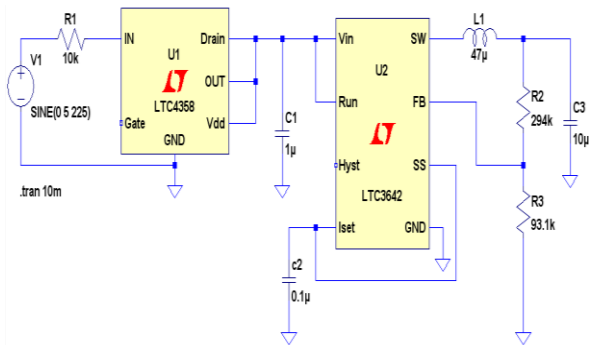 R1
10k
V1
SINE(0 5 225)
.tran 10m
IN
U1
Drain
OUT
LTC4358
Gate
Vdd
GND
C1
1µ
Vin
SW
U2
Run
FB
Hyst
SS
LTC3642
Iset
GND
c2
0.1µ
L1
47µ
R2
294k
C3
10µ
R3
93.1k